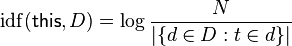 idf(this, D) = log N / |{d ∈ D : t ∈ d}|